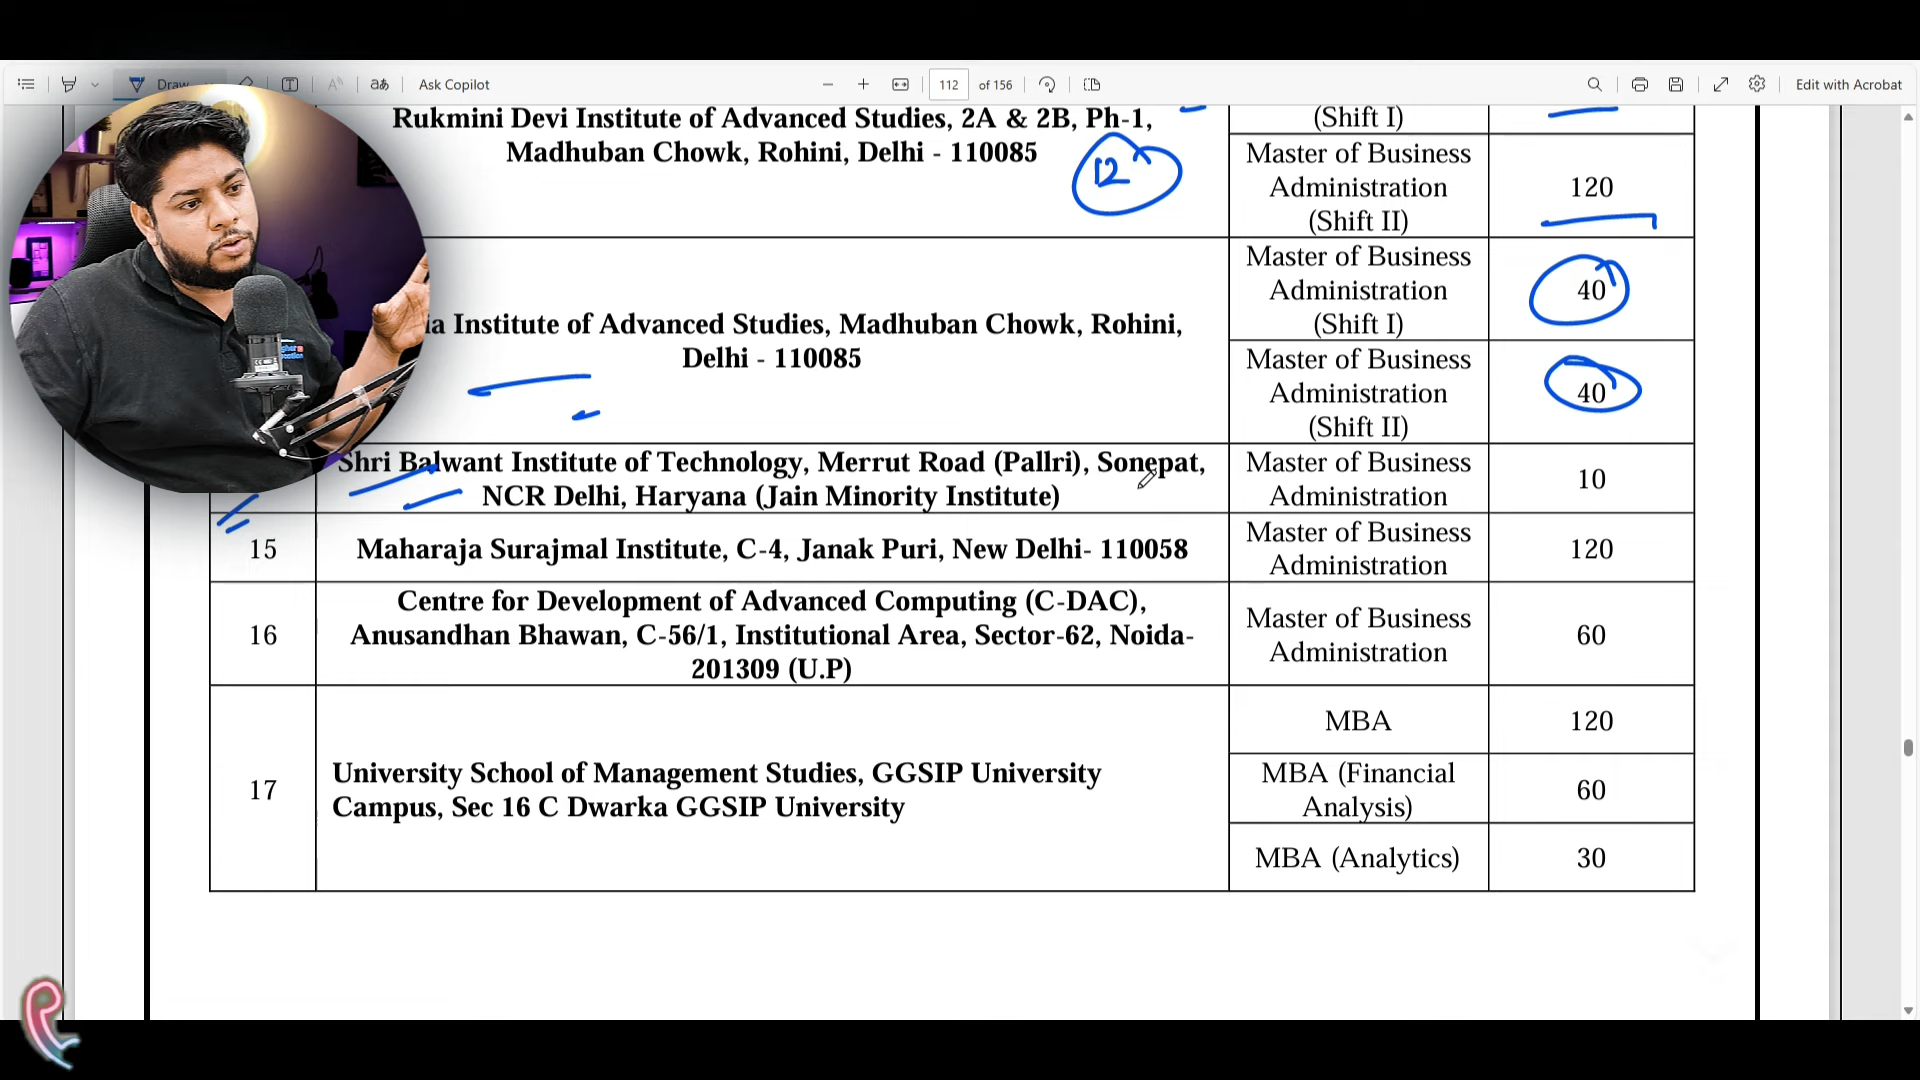 Draw
Ask Copilot
112 of 156
Edit with Acrobat
Rukmini Devi Institute of Advanced Studies, 2A & 2B, Ph-1,
Madhuban Chowk, Rohini, Delhi - 110085
12
(Shift I)
Master of Business
Administration
(Shift II)
120
Institute of Advanced Studies, Madhuban Chowk, Rohini,
Delhi - 110085
Master of Business
Administration
(Shift I)
40
Master of Business
Administration
(Shift II)
40
Shri Balwant Institute of Technology, Merrut Road (Pallri), Sonepat,
NCR Delhi, Haryana (Jain Minority Institute)
Master of Business
Administration
10
15
Maharaja Surajmal Institute, C-4, Janak Puri, New Delhi- 110058
Master of Business
Administration
120
16
Centre for Development of Advanced Computing (C-DAC),
Anusandhan Bhawan, C-56/1, Institutional Area, Sector-62, Noida-
201309 (U.P)
Master of Business
Administration
60
17
University School of Management Studies, GGSIP University
Campus, Sec 16 C Dwarka GGSIP University
MBA
120
MBA (Financial
Analysis)
60
MBA (Analytics)
30